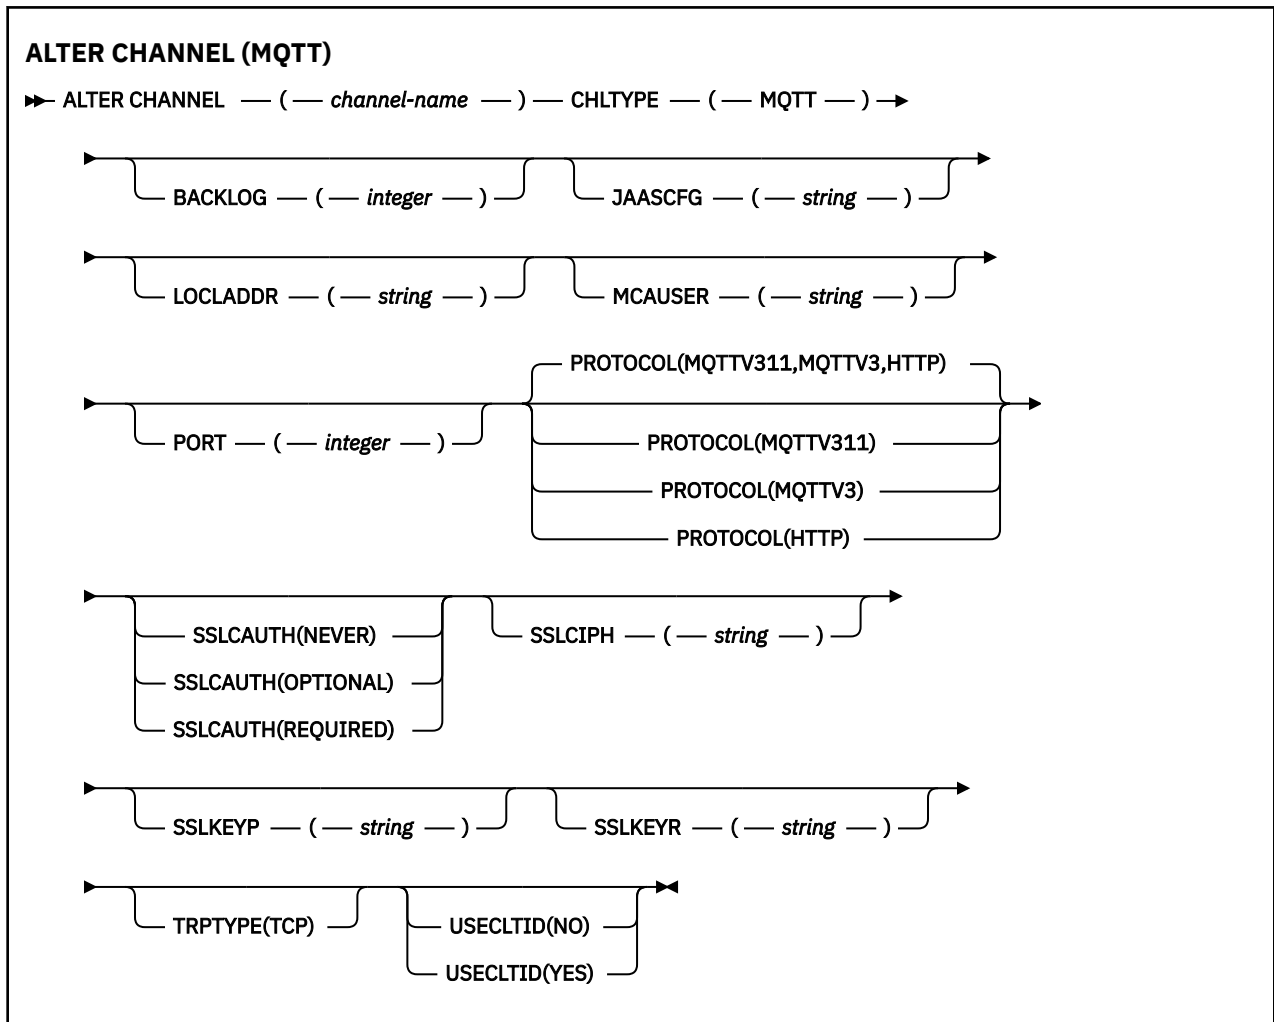 ALTER CHANNEL (MQTT)
ALTER CHANNEL ( channel-name ) CHLTYPE ( MQTT )
BACKLOG ( integer ) JAASCFG ( string )
LOCLADDR ( string ) MCAUSER ( string )
PROTOCOL(MQTTV311,MQTTV3,HTTP)
PORT ( integer ) PROTOCOL(MQTTV311)
PROTOCOL(MQTTV3)
PROTOCOL(HTTP)
SSLCAUTH(NEVER) SSLCIPH ( string )
SSLCAUTH(OPTIONAL)
SSLCAUTH(REQUIRED)
SSLKEYP ( string ) SSLKEYR ( string )
TRPTYPE(TCP) USECLTID(NO)
USECLTID(YES)